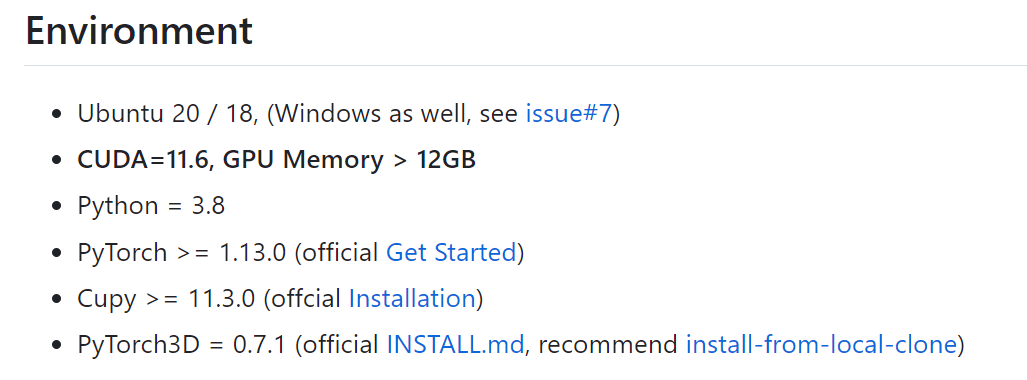 Environment
• Ubuntu 20 / 18, (Windows as well, see issue#7)
• CUDA=11.6, GPU Memory > 12GB
• Python = 3.8
• PyTorch >= 1.13.0 (official Get Started)
• Cupy >= 11.3.0 (offcial Installation)
• PyTorch3D = 0.7.1 (official INSTALL.md, recommend install-from-local-clone)